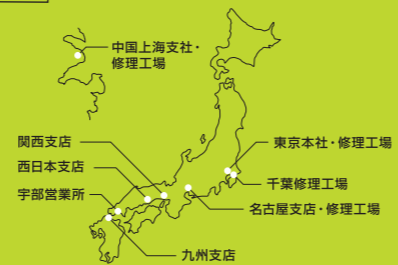 中国上海支社・
修理工場
関西支店
西日本支店
宇部営業所
東京本社・修理工場
千葉修理工場
名古屋支店・修理工場
九州支店